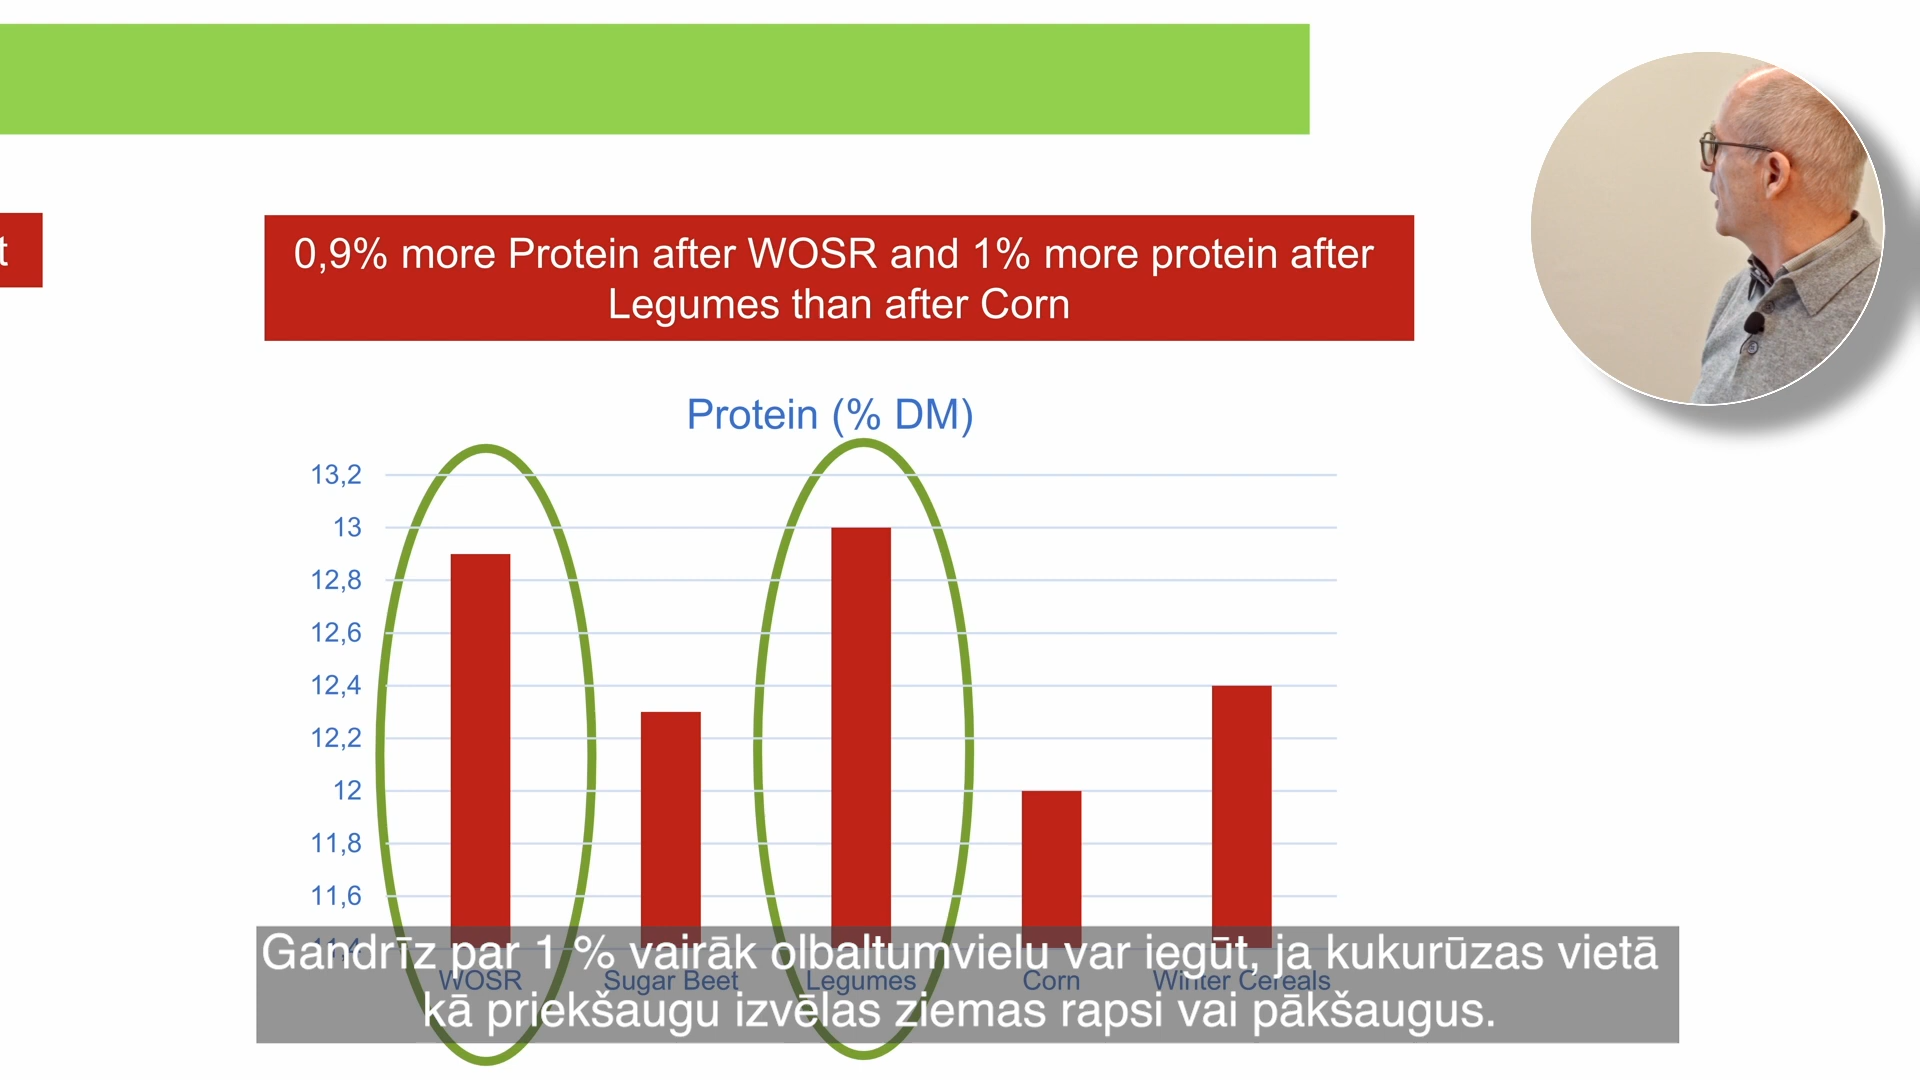 t
0,9% more Protein after WOSR and 1% more protein after
Legumes than after Corn
Protein (% DM)
13,2
13
12,8
12,6
12,4
12,2
12
11,8
11,6
11,4
WOSR
Sugar Beet
Legumes
Corn
Winter Cereals
Gandrīz par 1 % vairāk olbaltumvielu var iegūt, ja kukurūzas vietā
kā priekšaugu izvēlas ziemas rapsi vai pākšaugus.